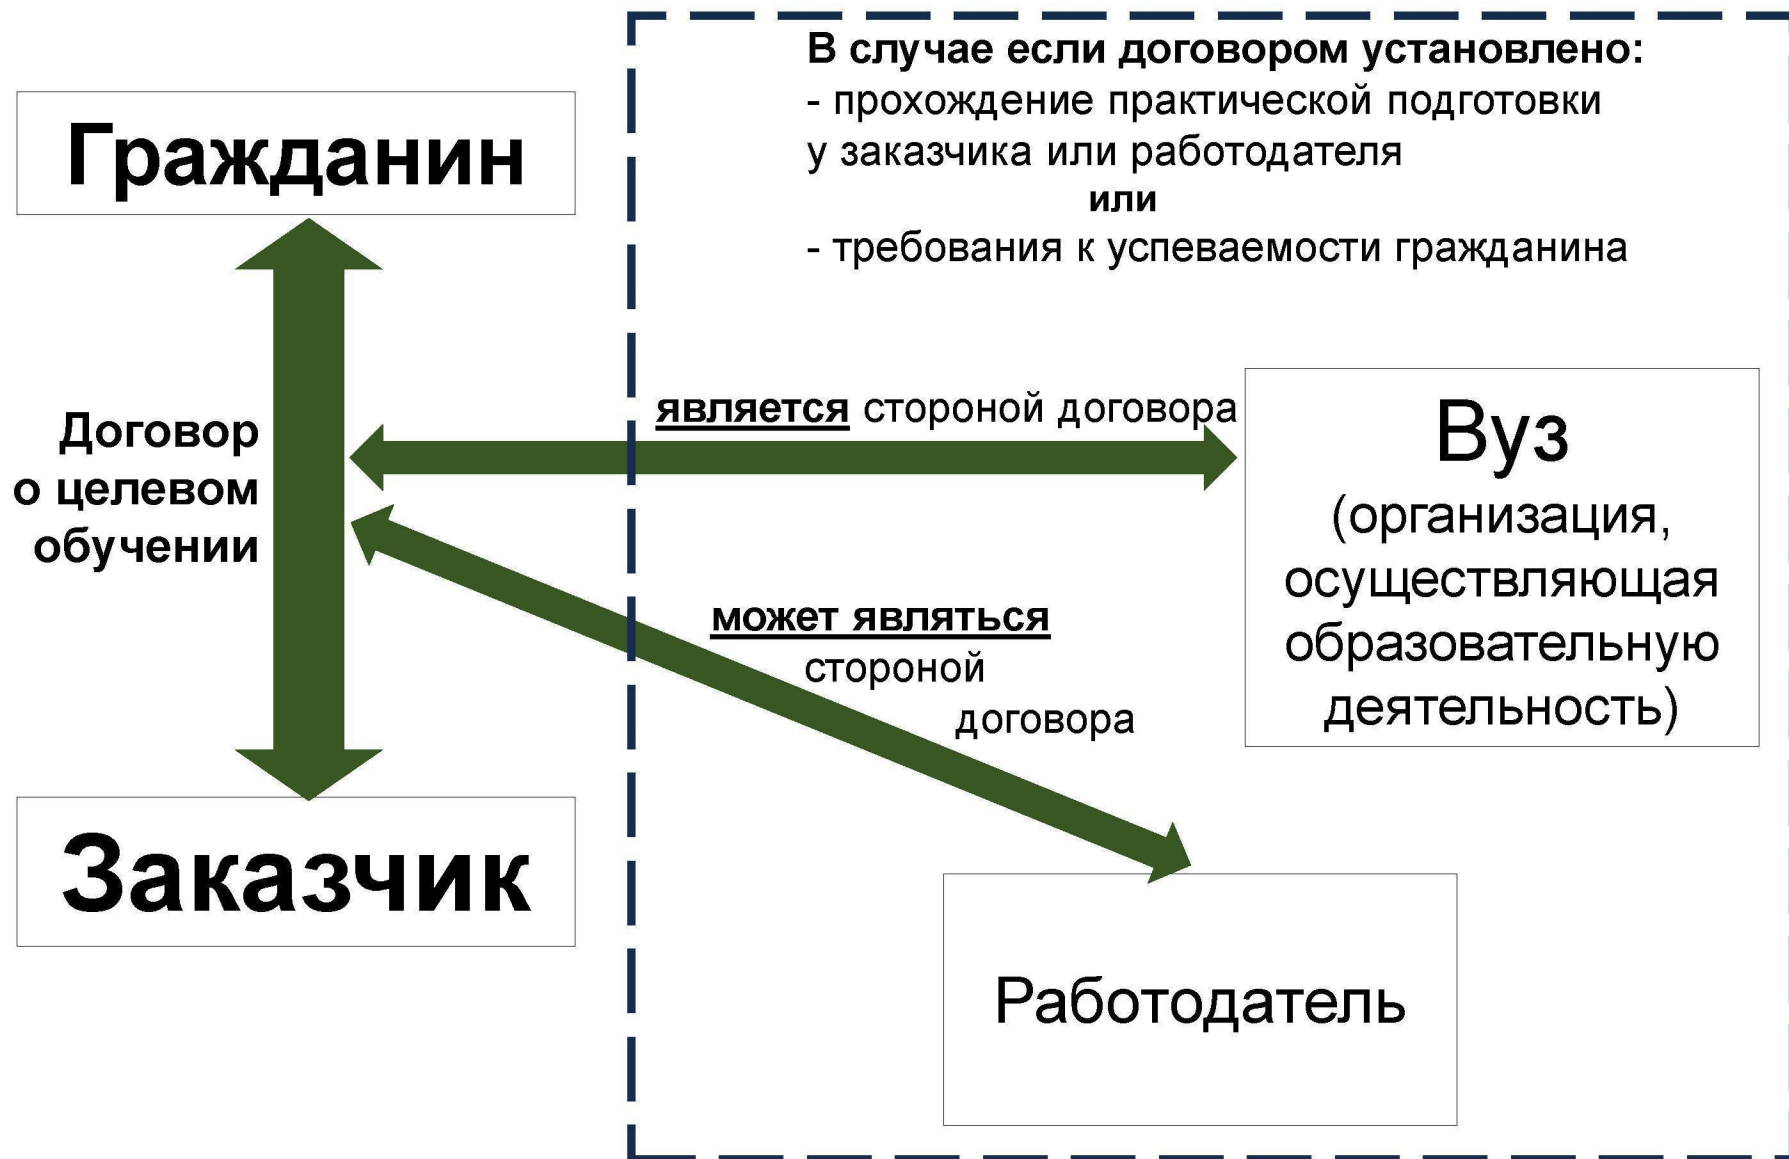 Гражданин
Договор
о целевом
обучении
Заказчик
В случае если договором установлено:
- прохождение практической подготовки
у заказчика или работодателя
или
- требования к успеваемости гражданина
является стороной договора
Вуз
(организация,
осуществляющая
образовательную
деятельность)
может являться
стороной
договора
Работодатель